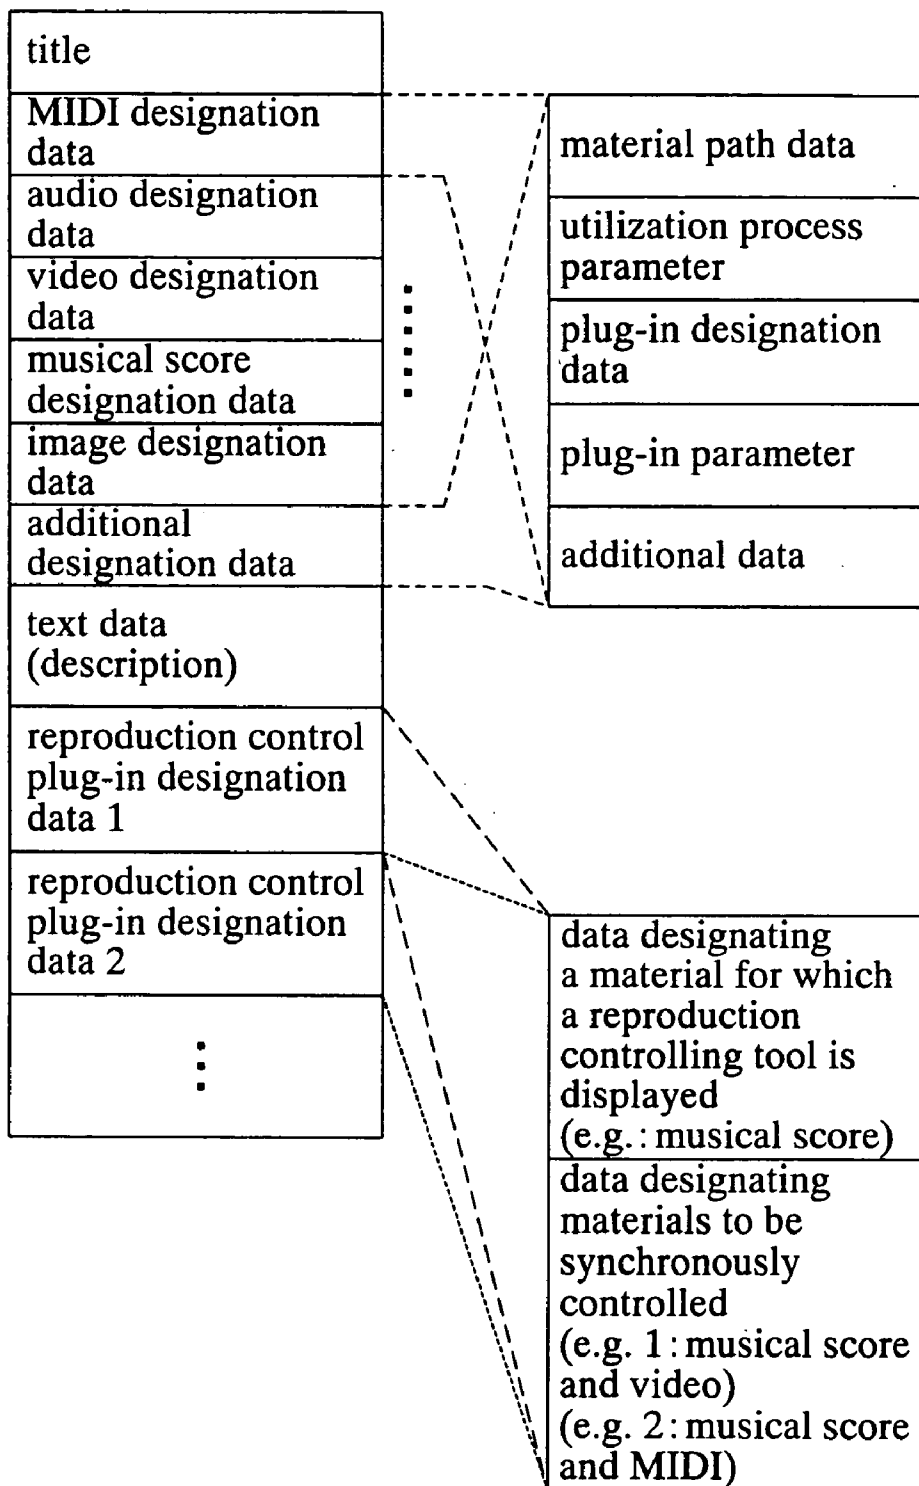 title
MIDI designation
data
audio designation
data
video designation
data
musical score
designation data
image designation
data
additional
designation data
text data
(description)
reproduction control
plug-in designation
data 1
reproduction control
plug-in designation
data 2
material path data
utilization process
parameter
plug-in designation
data
plug-in parameter
additional data
data designating
a material for which
a reproduction
controlling tool is
displayed
(e.g.: musical score)
data designating
materials to be
synchronously
controlled
(e.g. 1: musical score
and video)
(e.g. 2: musical score
and MIDI)